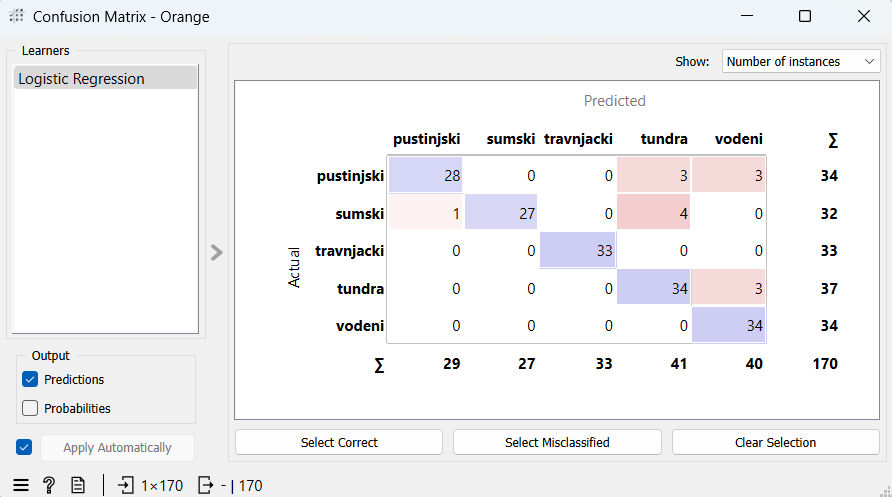 Confusion Matrix - Orange
Learners
Logistic Regression
Show: Number of instances
Predicted
pustinjski sumski travnjacki tundra vodeni ∑
pustinjski 28 0 0 3 3 34
sumski 1 27 0 4 0 32
travnjacki 0 0 33 0 0 33
tundra 0 0 0 34 3 37
vodeni 0 0 0 0 34 34
∑ 29 27 33 41 40 170
Actual
Output
Predictions
Probabilities
Apply Automatically
Select Correct Select Misclassified Clear Selection
1×170 - | 170